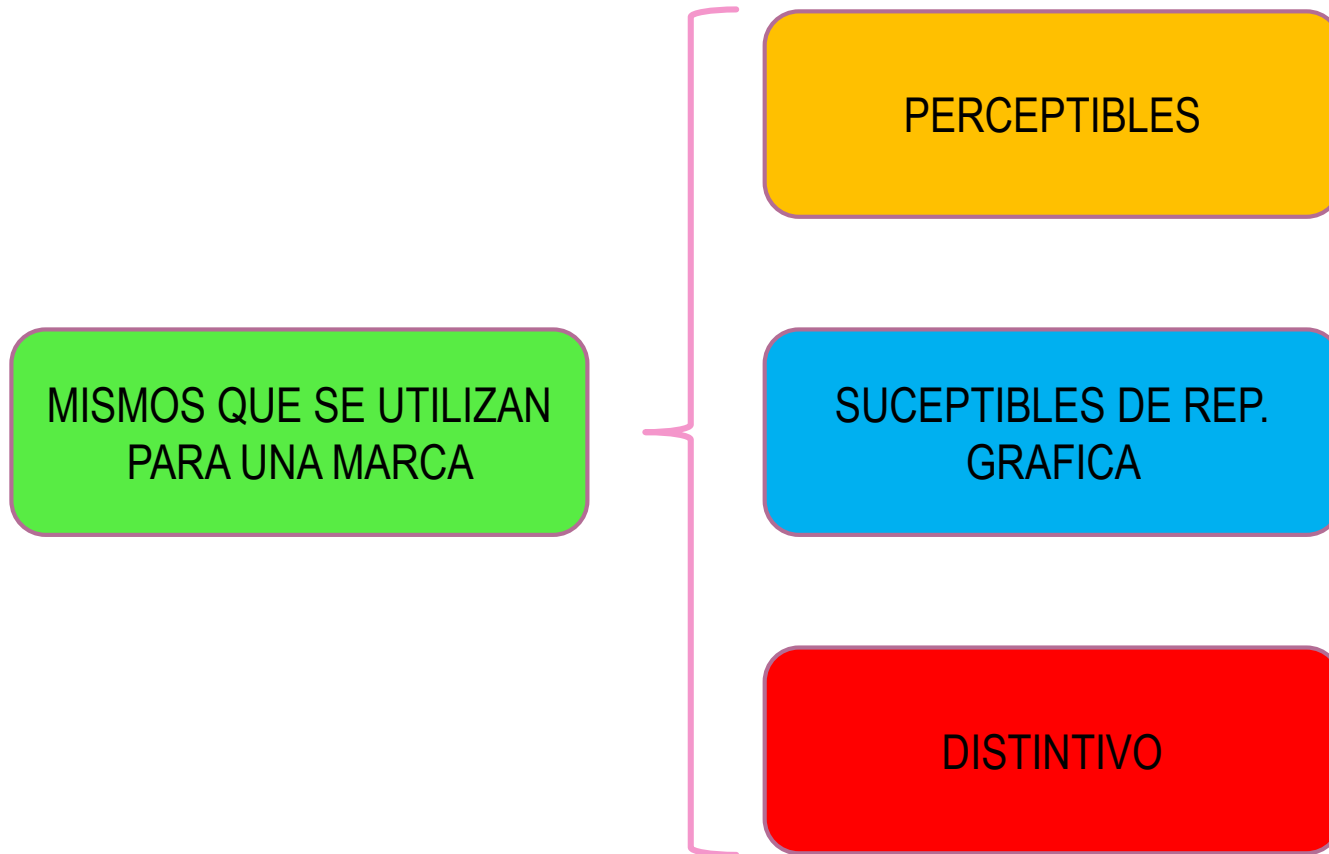 PERCEPTIBLES
MISMOS QUE SE UTILIZAN
PARA UNA MARCA
SUCEPTIBLES DE REP.
GRAFICA
DISTINTIVO